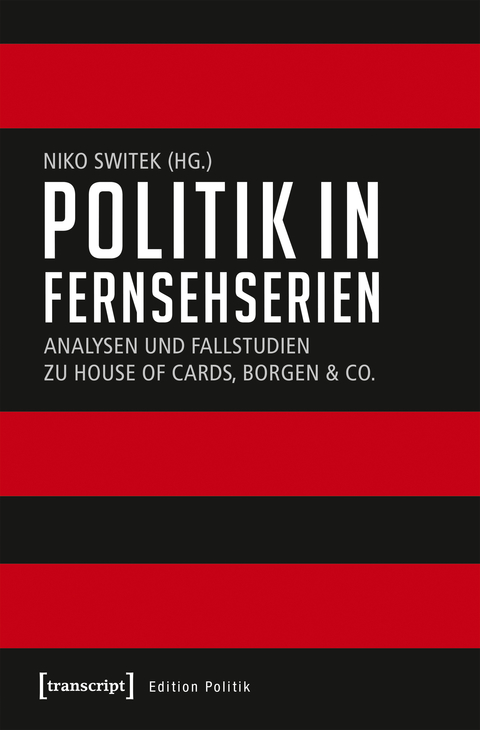 NIKO SWITEK (HG.)
POLITIK IN
FERNSEHSERIEN
ANALYSEN UND FALLSTUDIEN
ZU HOUSE OF CARDS, BORGEN & CO.
[transcript] Edition Politik